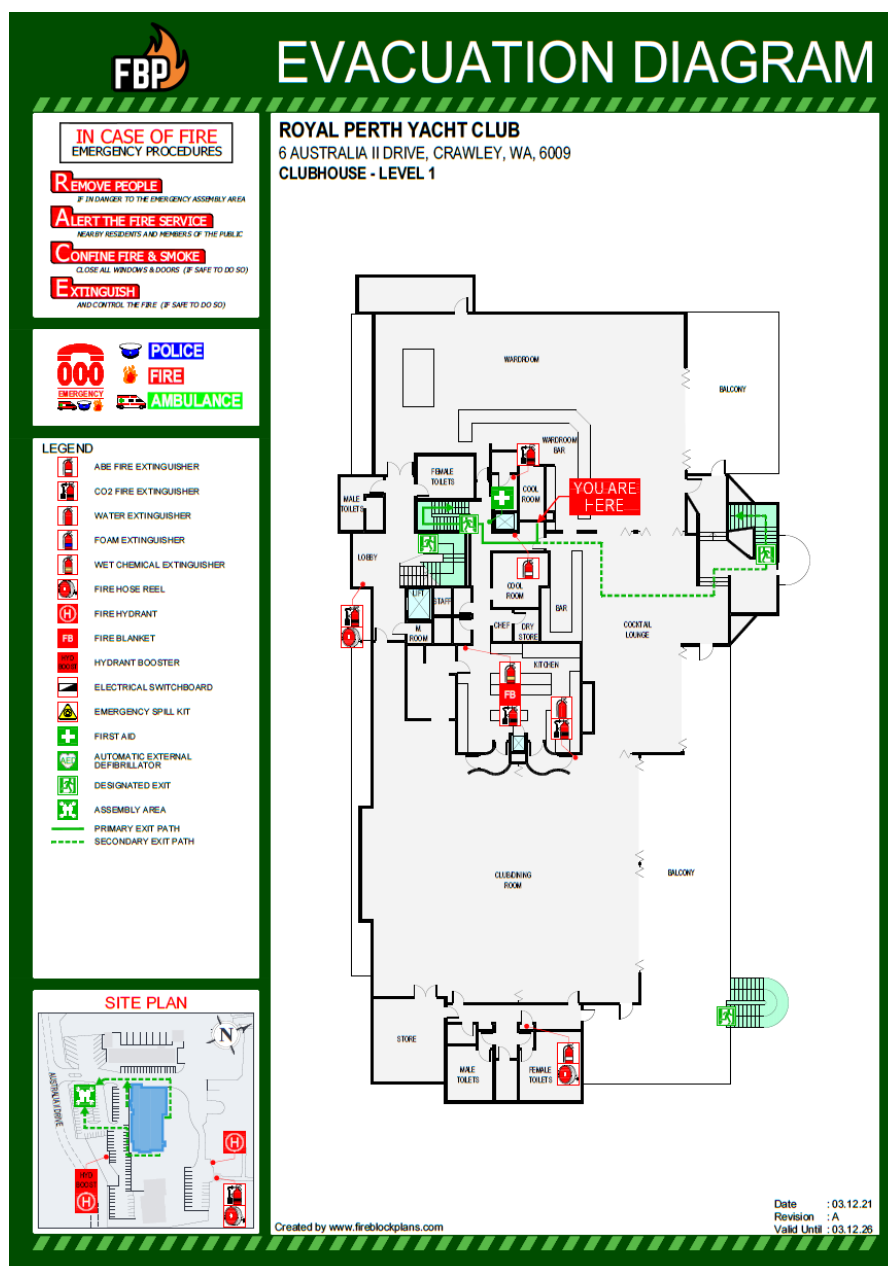 FBP
EVACUATION DIAGRAM
IN CASE OF FIRE
EMERGENCY PROCEDURES
REMOVE PEOPLE
IF IN DANGER TO THE EMERGENCY ASSEMBLY AREA
ALERT THE FIRE SERVICE
NEARBY RESIDENTS AND MEMBERS OF THE PUBLIC
CONFINE FIRE & SMOKE
CLOSE ALL WINDOWS & DOORS (IF SAFE TO DO SO)
EXTINGUISH
AND CONTROL THE FIRE (IF SAFE TO DO SO)
000
EMERGENCY
POLICE
FIRE
AMBULANCE
LEGEND
ABE FIRE EXTINGUISHER
CO2 FIRE EXTINGUISHER
WATER EXTINGUISHER
FOAM EXTINGUISHER
WET CHEMICAL EXTINGUISHER
FIRE HOSE REEL
H FIRE HYDRANT
FB FIRE BLANKET
HYD
BOOST
HYDRANT BOOSTER
ELECTRICAL SWITCHBOARD
EMERGENCY SPILL KIT
FIRST AID
AED
AUTOMATIC EXTERNAL
DEFIBRILLATOR
DESIGNATED EXIT
ASSEMBLY AREA
PRIMARY EXIT PATH
SECONDARY EXIT PATH
SITE PLAN
N
AUSTRALIA II DRIVE
H
HYD
BOOST
H
ROYAL PERTH YACHT CLUB
6 AUSTRALIA II DRIVE, CRAWLEY, WA, 6009
CLUBHOUSE - LEVEL 1
WARDROOM
BALCONY
WARDROOM
BAR
FEMALE
TOILETS
COOL
ROOM
YOU ARE
HERE
MALE
TOILETS
LOBBY
COOL
ROOM
LIFT
STAFF
BAR
M.
ROOM
CHEF
DRY
STORE
COCKTAIL
LOUNGE
KITCHEN
FB
CLUB/DINING
ROOM
BALCONY
STORE
MALE
TOILETS
FEMALE
TOILETS
Created by www.fireblockplans.com
Date : 03.12.21
Revision : A
Valid Until : 03.12.26